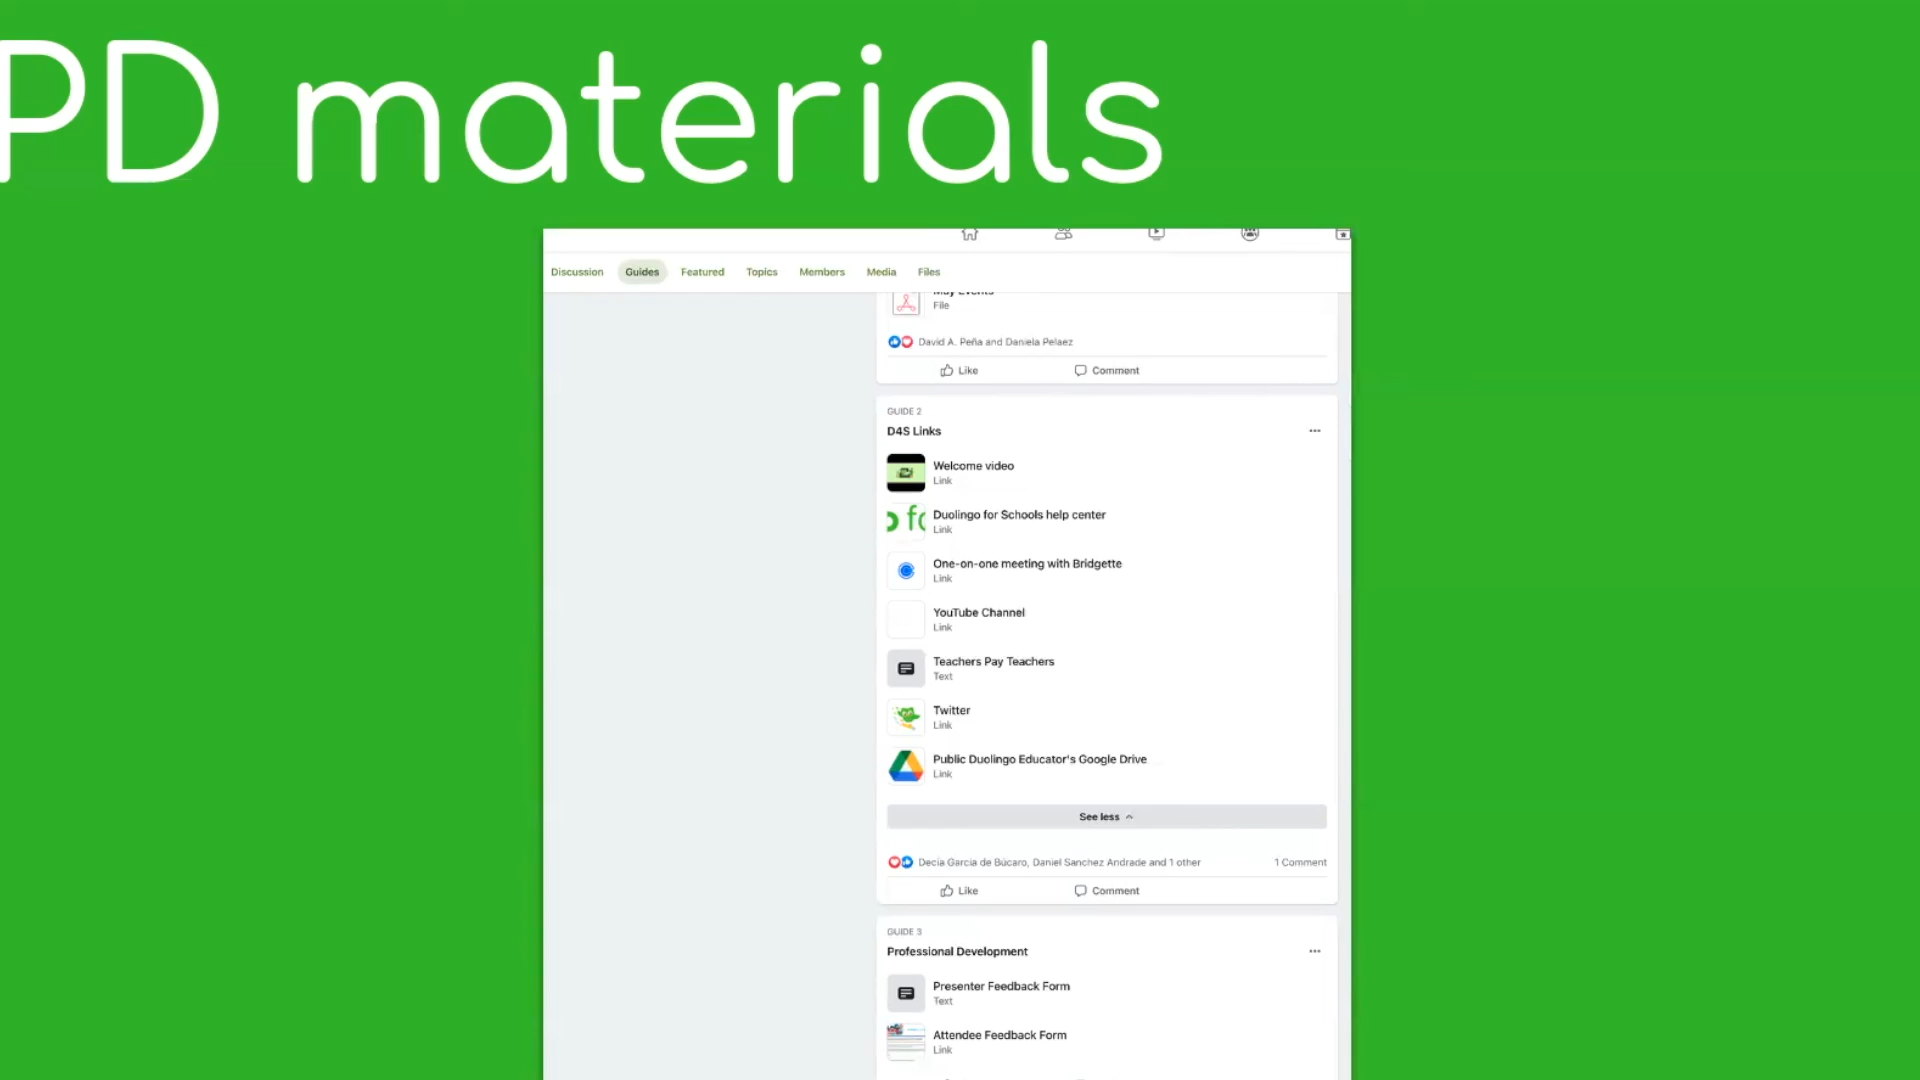 PD materials
Discussion Guides Featured Topics Members Media Files
May Events
File
David A. Peña and Daniela Pelaez
Like Comment
GUIDE 2
D4S Links
Welcome video
Link
Duolingo for Schools help center
Link
One-on-one meeting with Bridgette
Link
YouTube Channel
Link
Teachers Pay Teachers
Text
Twitter
Link
Public Duolingo Educator's Google Drive
Link
See less
Decia Garcia de Búcaro, Daniel Sanchez Andrade and 1 other 1 Comment
Like Comment
GUIDE 3
Professional Development
Presenter Feedback Form
Text
Attendee Feedback Form
Link